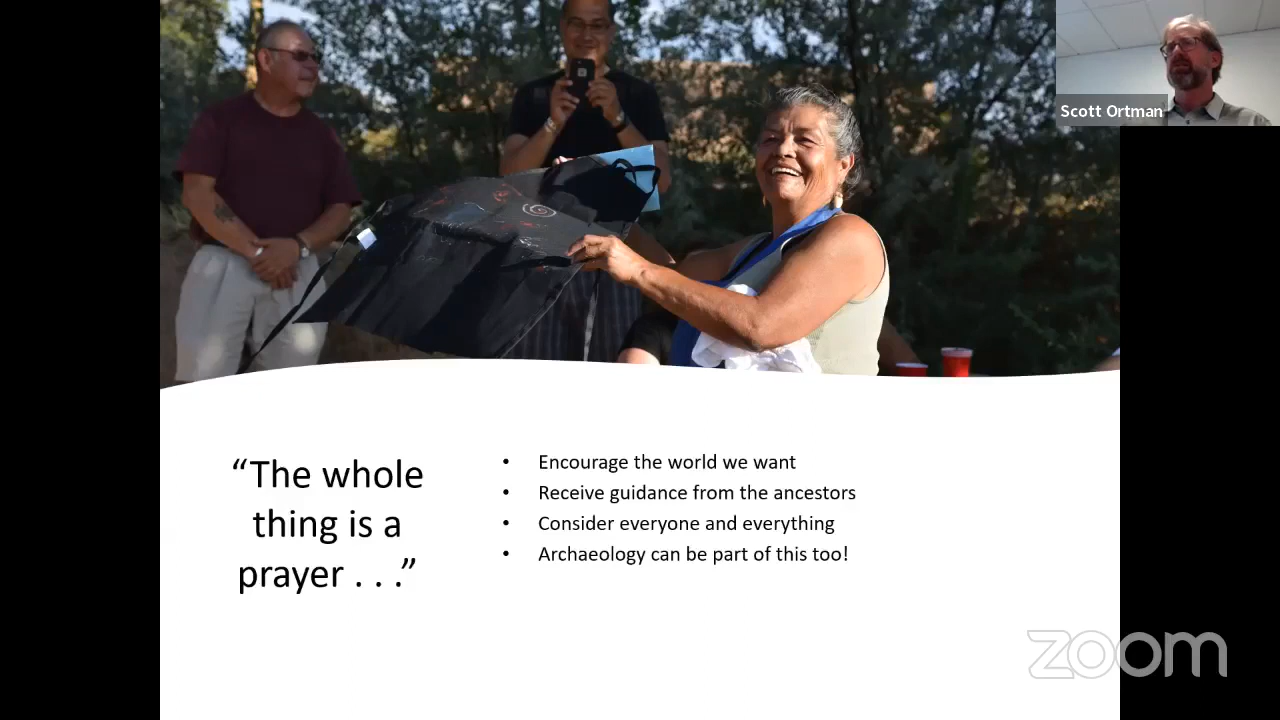 Scott Ortman
“The whole
thing is a
prayer . . .”
• Encourage the world we want
• Receive guidance from the ancestors
• Consider everyone and everything
• Archaeology can be part of this too!
zoom